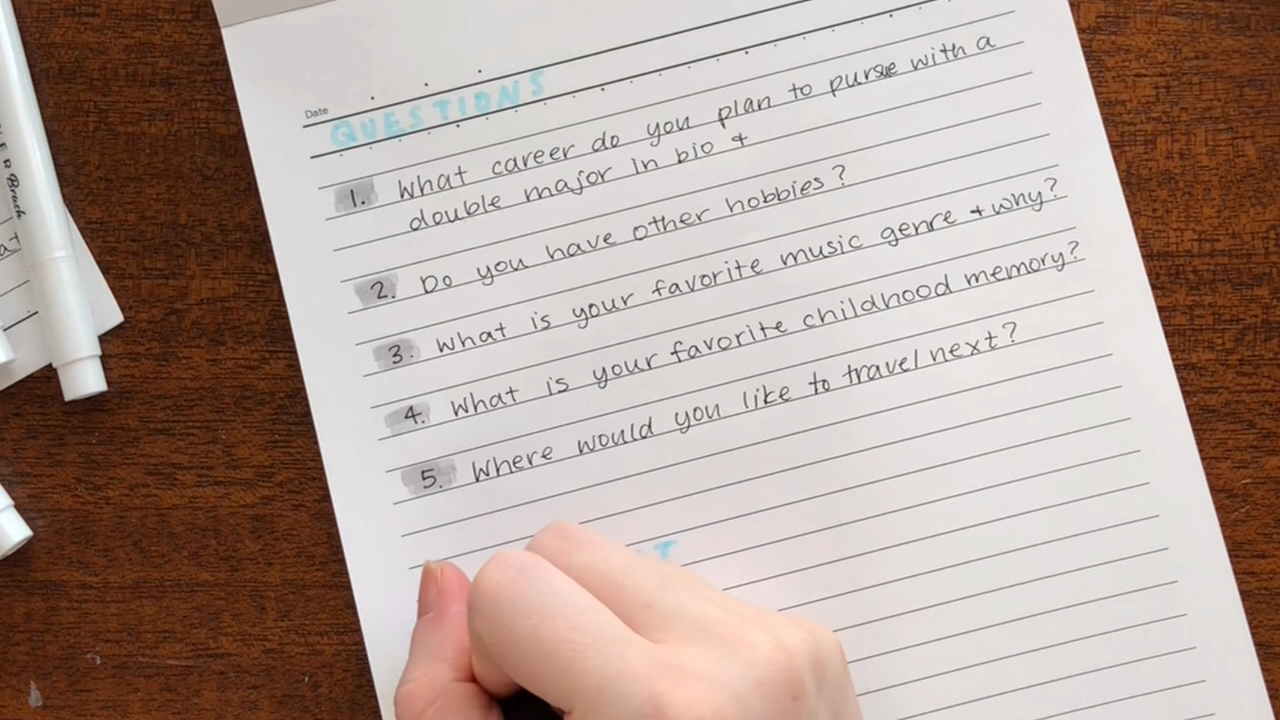 Date
QUESTIONS
1. What career do you plan to pursue with a
double major in bio +
2. Do you have other hobbies?
3. What is your favorite music genre + why?
4. What is your favorite childhood memory?
5. Where would you like to travel next?
Brush